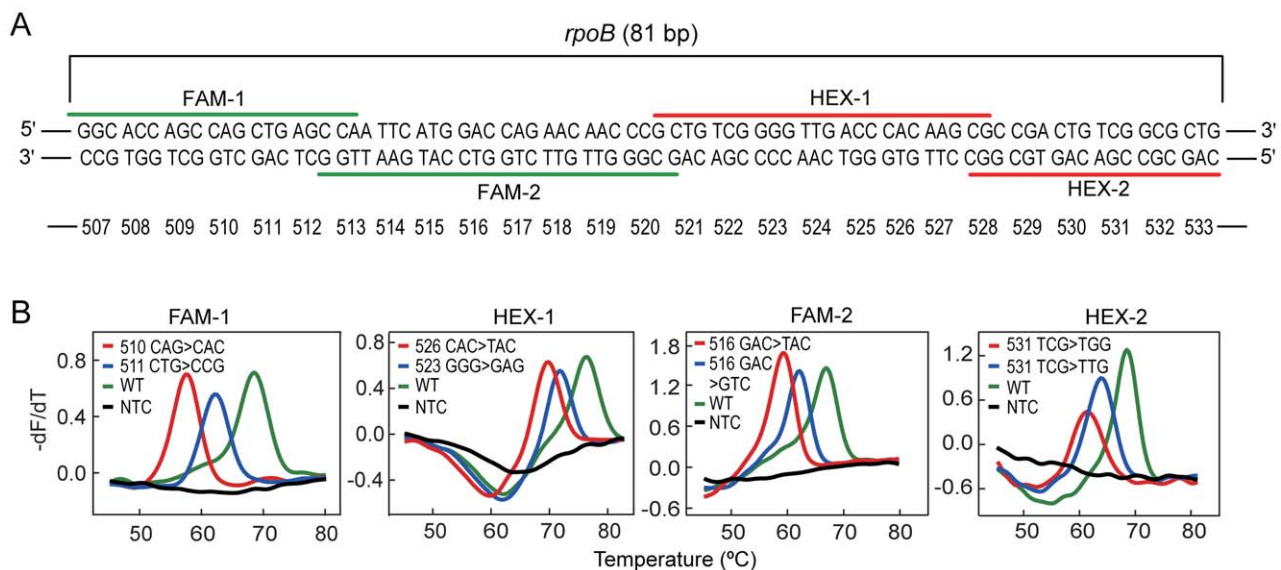 A
rpoB (81 bp)
FAM-1 HEX-1
5' GGC ACC AGC CAG CTG AGC CAA TTC ATG GAC CAG AAC AAC CCG CTG TCG GGG TTG ACC CAC AAG CGC CGA CTG TCG GCG CTG 3'
3' CCG TGG TCG GTC GAC TCG GTT AAG TAC CTG GTC TTG TTG GGC GAC AGC CCC AAC TGG GTG TTC CGG CGT GAC AGC CGC GAC 5'
FAM-2 HEX-2
507 508 509 510 511 512 513 514 515 516 517 518 519 520 521 522 523 524 525 526 527 528 529 530 531 532 533
B
FAM-1
510 CAG>CAC
511 CTG>CCG
WT
NTC
0.8
0.4
0.0
50 60 70 80
-dF/dT
HEX-1
526 CAC>TAC
523 GGG>GAG
WT
NTC
0.8
0.4
0.0
-0.4
50 60 70 80
FAM-2
516 GAC>TAC
516 GAC
>GTC
WT
NTC
1.8
1.2
0.6
0.0
-0.6
50 60 70 80
HEX-2
531 TCG>TGG
531 TCG>TTG
WT
NTC
1.2
0.6
0.0
-0.6
50 60 70 80
Temperature (ºC)